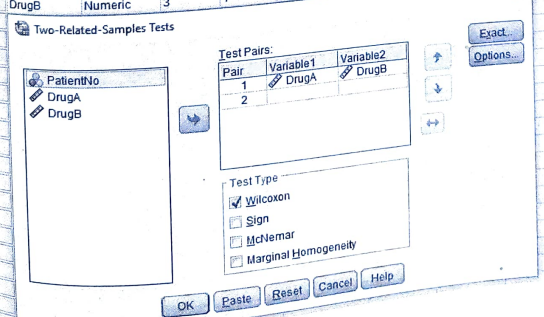 DrugB Numeric 3
Two-Related-Samples Tests
Exact...
Options...
Test Pairs:
Pair Variable1 Variable2
1 DrugA DrugB
2
PatientNo
DrugA
DrugB
Test Type
Wilcoxon
Sign
McNemar
Marginal Homogeneity
OK Paste Reset Cancel Help